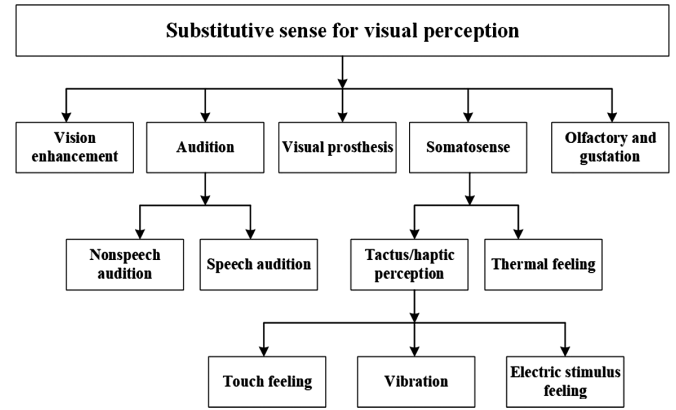 Substitutive sense for visual perception
Vision
enhancement
Audition
Visual prosthesis
Somatosense
Olfactory and
gustation
Nonspeech
audition
Speech audition
Tactus/haptic
perception
Thermal feeling
Touch feeling
Vibration
Electric stimulus
feeling